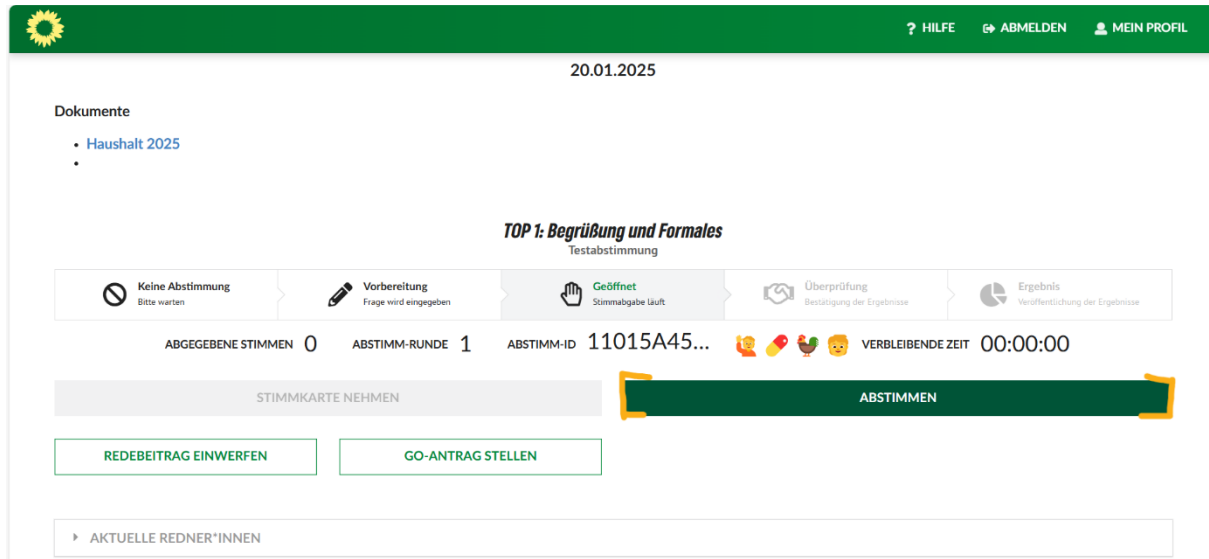 ? HILFE ABMELDEN MEIN PROFIL
20.01.2025
Dokumente
• Haushalt 2025
•
TOP 1: Begrüßung und Formales
Testabstimmung
Keine Abstimmung
Bitte warten
Vorbereitung
Frage wird eingegeben
Geöffnet
Stimmabgabe läuft
Überprüfung
Bestätigung der Ergebnisse
Ergebnis
Veröffentlichung der Ergebnisse
ABGEGEBENE STIMMEN 0 ABSTIMM-RUNDE 1 ABSTIMM-ID 11015A45... VERBLEIBENDE ZEIT 00:00:00
STIMMKARTE NEHMEN ABSTIMMEN
REDEBEITRAG EINWERFEN GO-ANTRAG STELLEN
AKTUELLE REDNER*INNEN